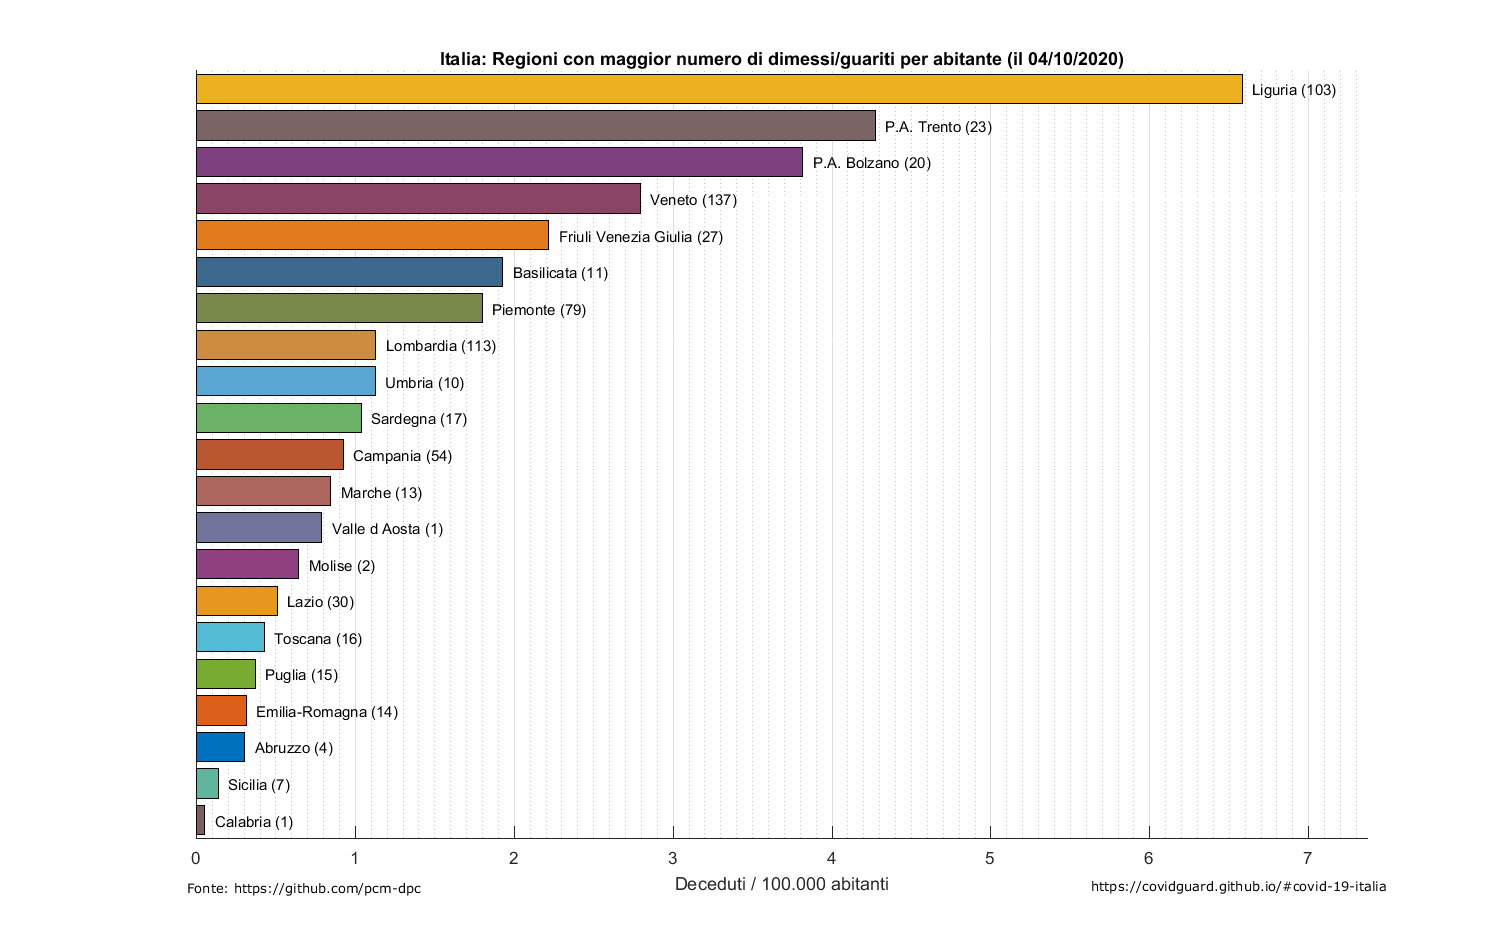 Italia: Regioni con maggior numero di dimessi/guariti per abitante (il 04/10/2020)
Liguria (103)
P.A. Trento (23)
P.A. Bolzano (20)
Veneto (137)
Friuli Venezia Giulia (27)
Basilicata (11)
Piemonte (79)
Lombardia (113)
Umbria (10)
Sardegna (17)
Campania (54)
Marche (13)
Valle d Aosta (1)
Molise (2)
Lazio (30)
Toscana (16)
Puglia (15)
Emilia-Romagna (14)
Abruzzo (4)
Sicilia (7)
Calabria (1)
0 1 2 3 4 5 6 7
Deceduti / 100.000 abitanti
Fonte: https://github.com/pcm-dpc
https://covidguard.github.io/#covid-19-italia